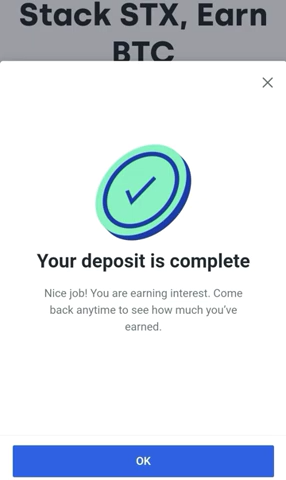 Stack STX, Earn
BTC
Your deposit is complete
Nice job! You are earning interest. Come
back anytime to see how much you've
earned.
OK